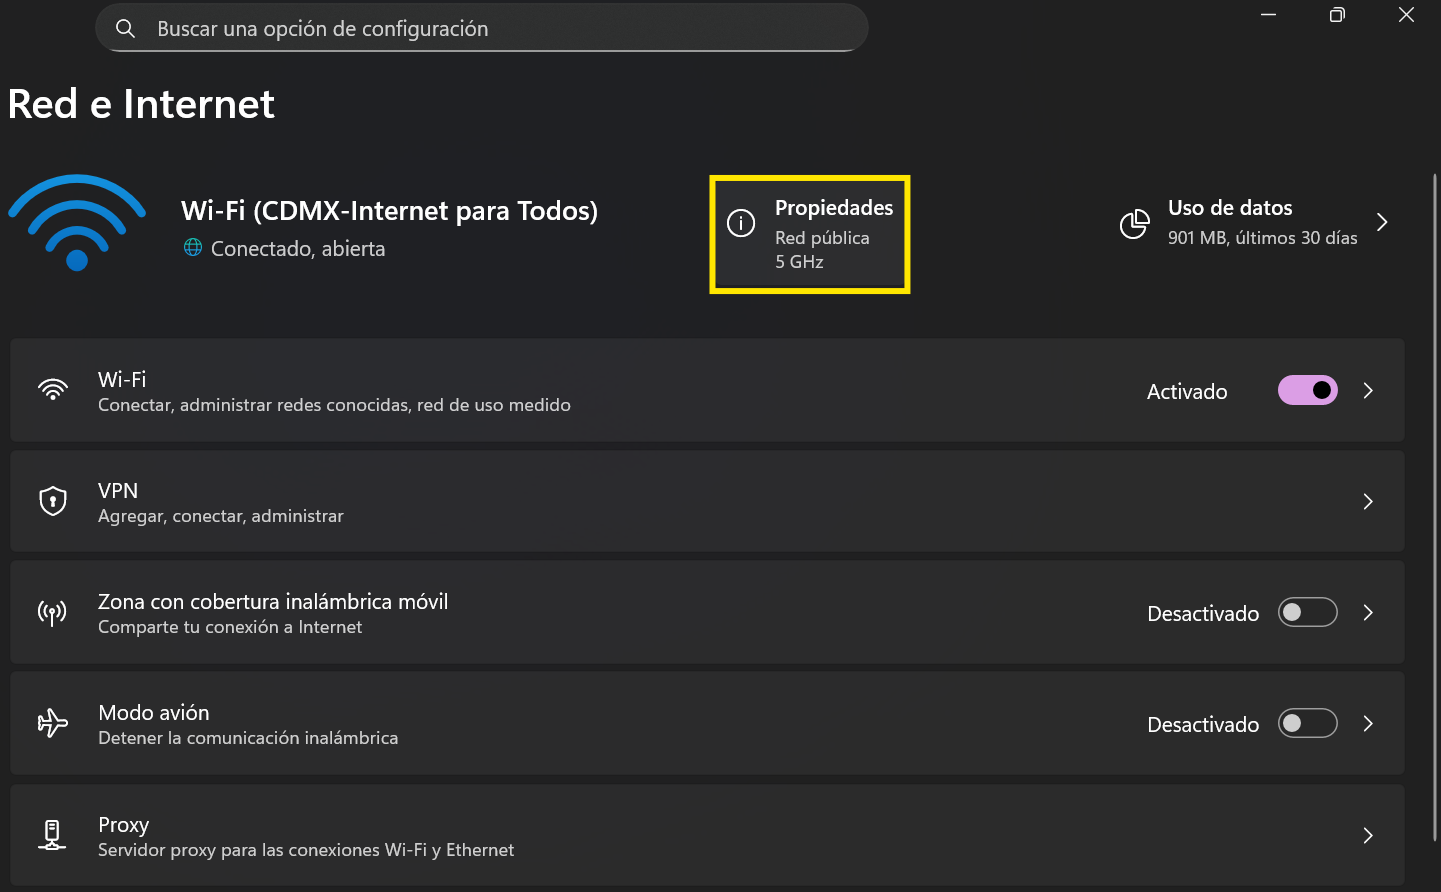 Buscar una opción de configuración
Red e Internet
Wi-Fi (CDMX-Internet para Todos)
Conectado, abierta
Propiedades
Red pública
5 GHz
Uso de datos
901 MB, últimos 30 días
Wi-Fi
Conectar, administrar redes conocidas, red de uso medido
Activado
VPN
Agregar, conectar, administrar
Zona con cobertura inalámbrica móvil
Comparte tu conexión a Internet
Desactivado
Modo avión
Detener la comunicación inalámbrica
Desactivado
Proxy
Servidor proxy para las conexiones Wi-Fi y Ethernet